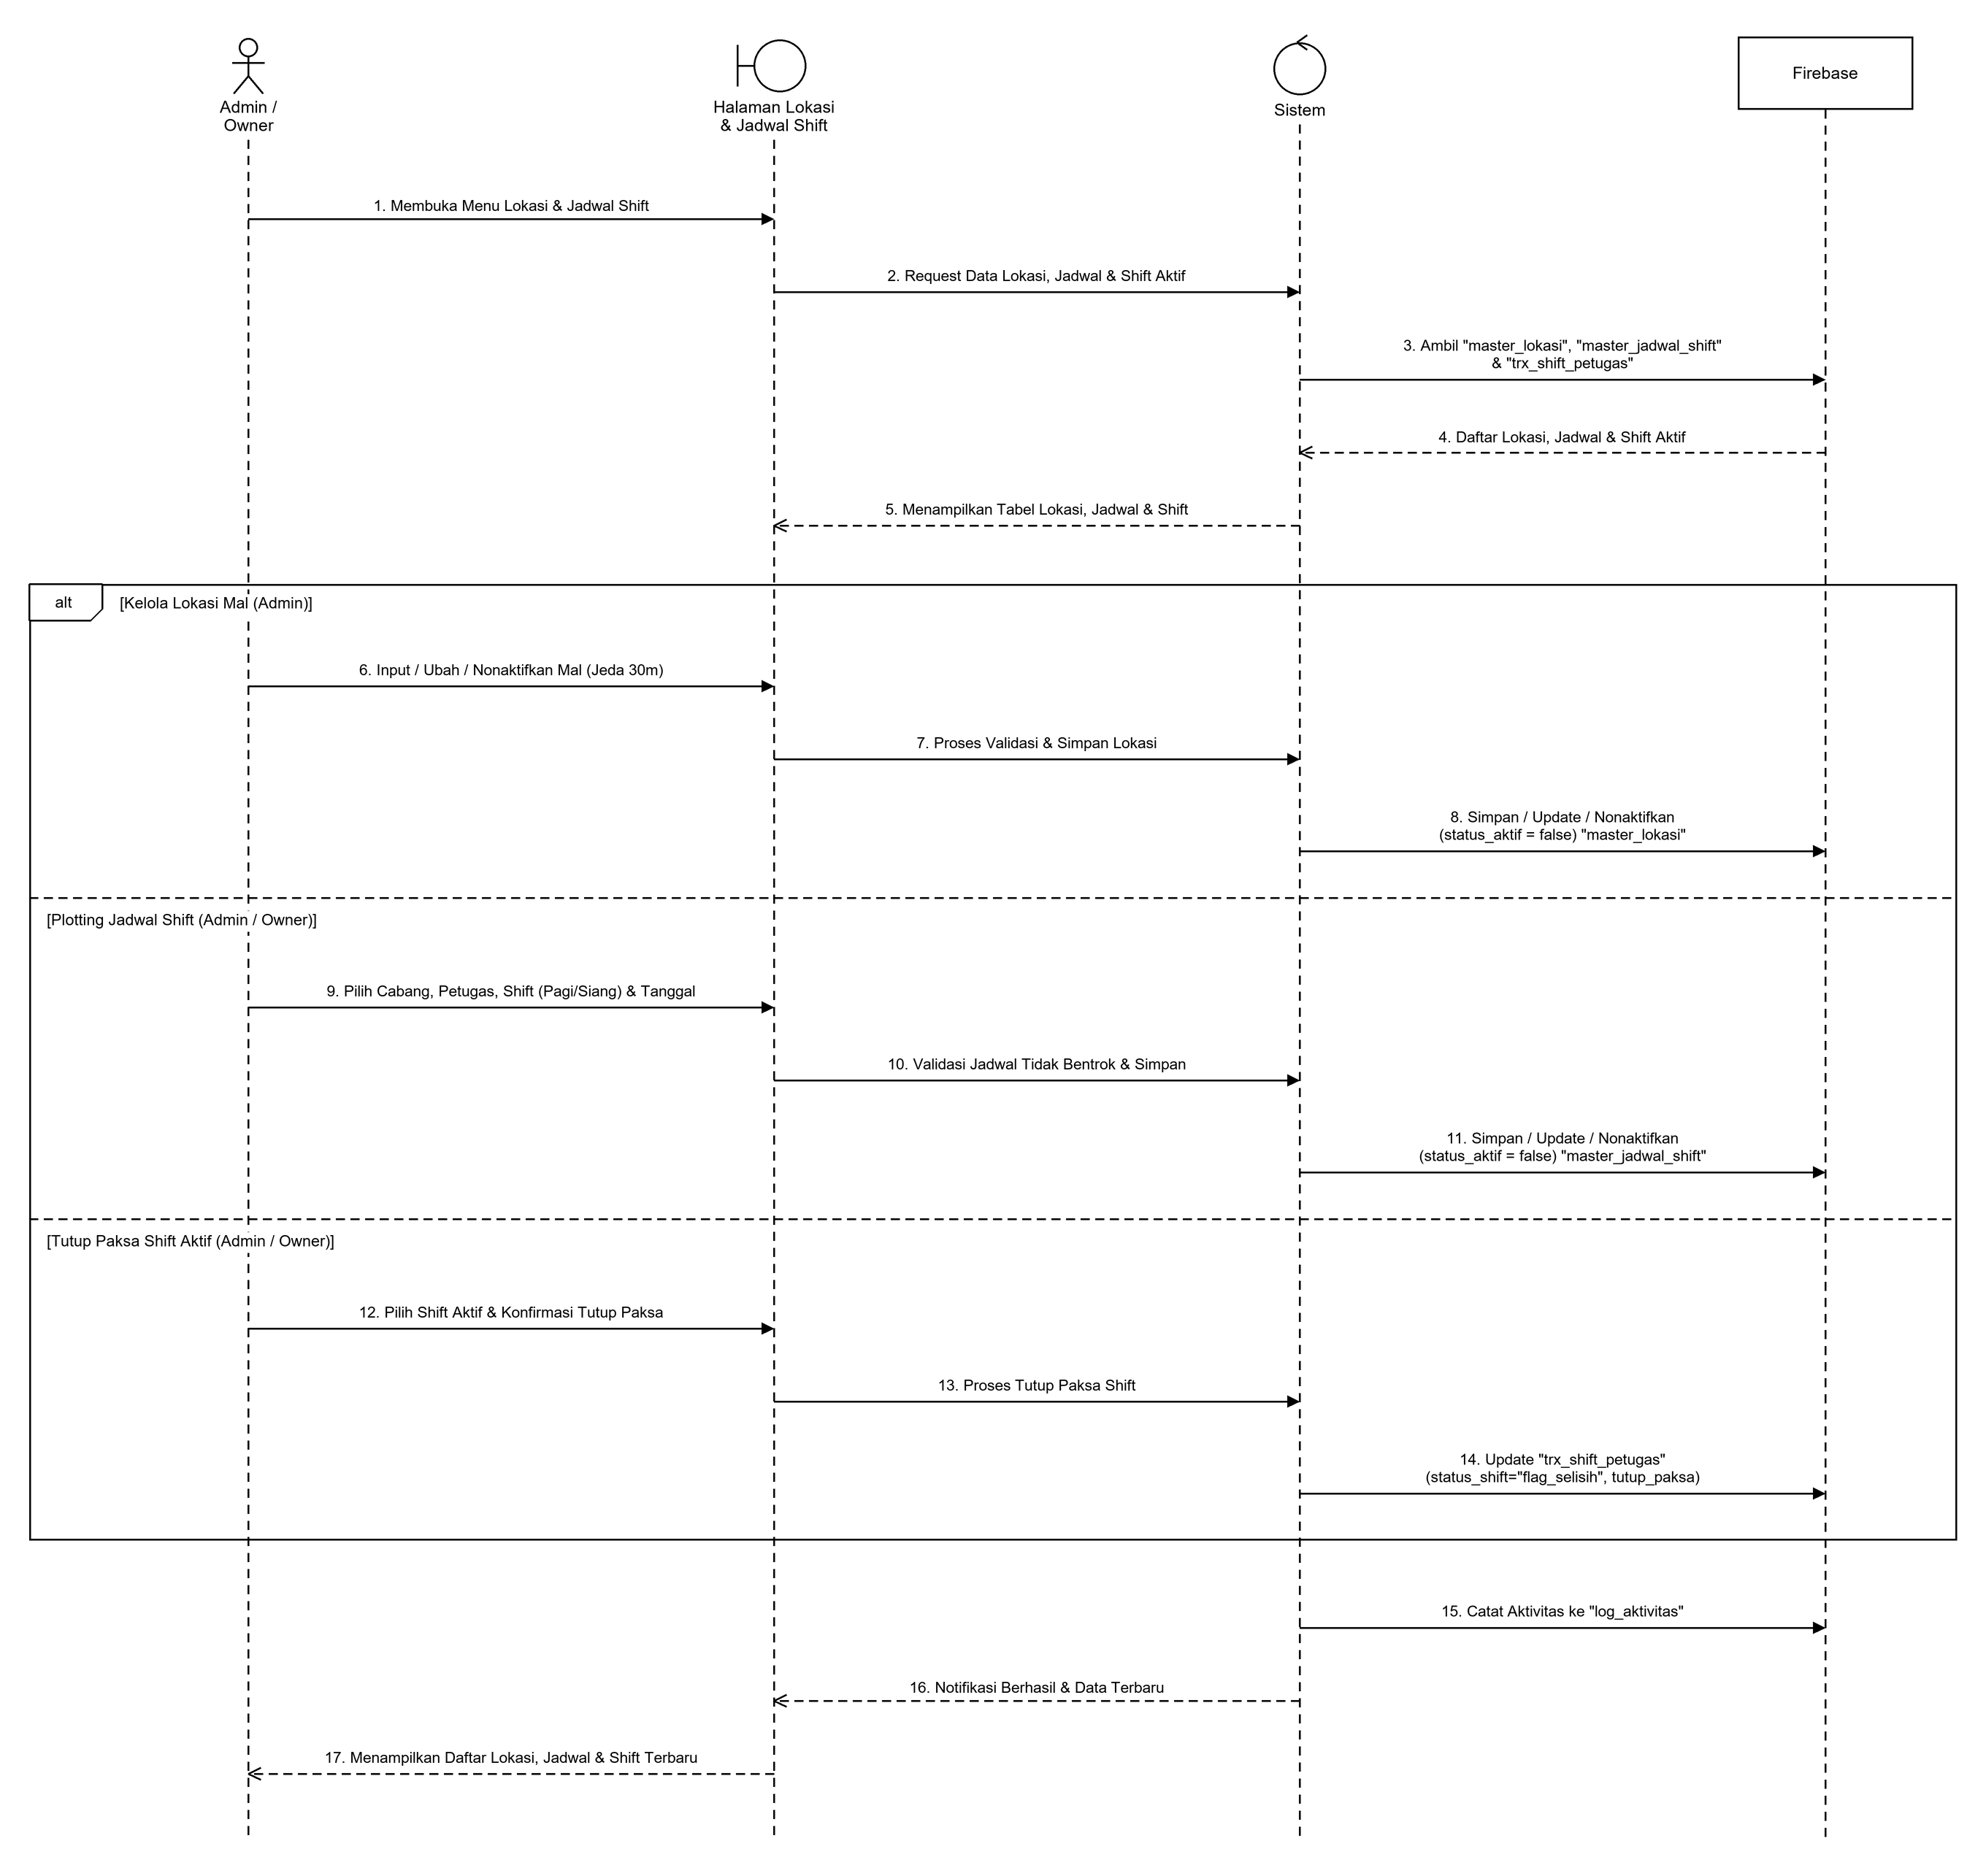 Admin /
Owner
Halaman Lokasi
& Jadwal Shift
Sistem
Firebase
1. Membuka Menu Lokasi & Jadwal Shift
2. Request Data Lokasi, Jadwal & Shift Aktif
3. Ambil "master_lokasi", "master_jadwal_shift"
& "trx_shift_petugas"
4. Daftar Lokasi, Jadwal & Shift Aktif
5. Menampilkan Tabel Lokasi, Jadwal & Shift
alt
[Kelola Lokasi Mal (Admin)]
6. Input / Ubah / Nonaktifkan Mal (Jeda 30m)
7. Proses Validasi & Simpan Lokasi
8. Simpan / Update / Nonaktifkan
(status_aktif = false) "master_lokasi"
[Plotting Jadwal Shift (Admin / Owner)]
9. Pilih Cabang, Petugas, Shift (Pagi/Siang) & Tanggal
10. Validasi Jadwal Tidak Bentrok & Simpan
11. Simpan / Update / Nonaktifkan
(status_aktif = false) "master_jadwal_shift"
[Tutup Paksa Shift Aktif (Admin / Owner)]
12. Pilih Shift Aktif & Konfirmasi Tutup Paksa
13. Proses Tutup Paksa Shift
14. Update "trx_shift_petugas"
(status_shift="flag_selisih", tutup_paksa)
15. Catat Aktivitas ke "log_aktivitas"
16. Notifikasi Berhasil & Data Terbaru
17. Menampilkan Daftar Lokasi, Jadwal & Shift Terbaru